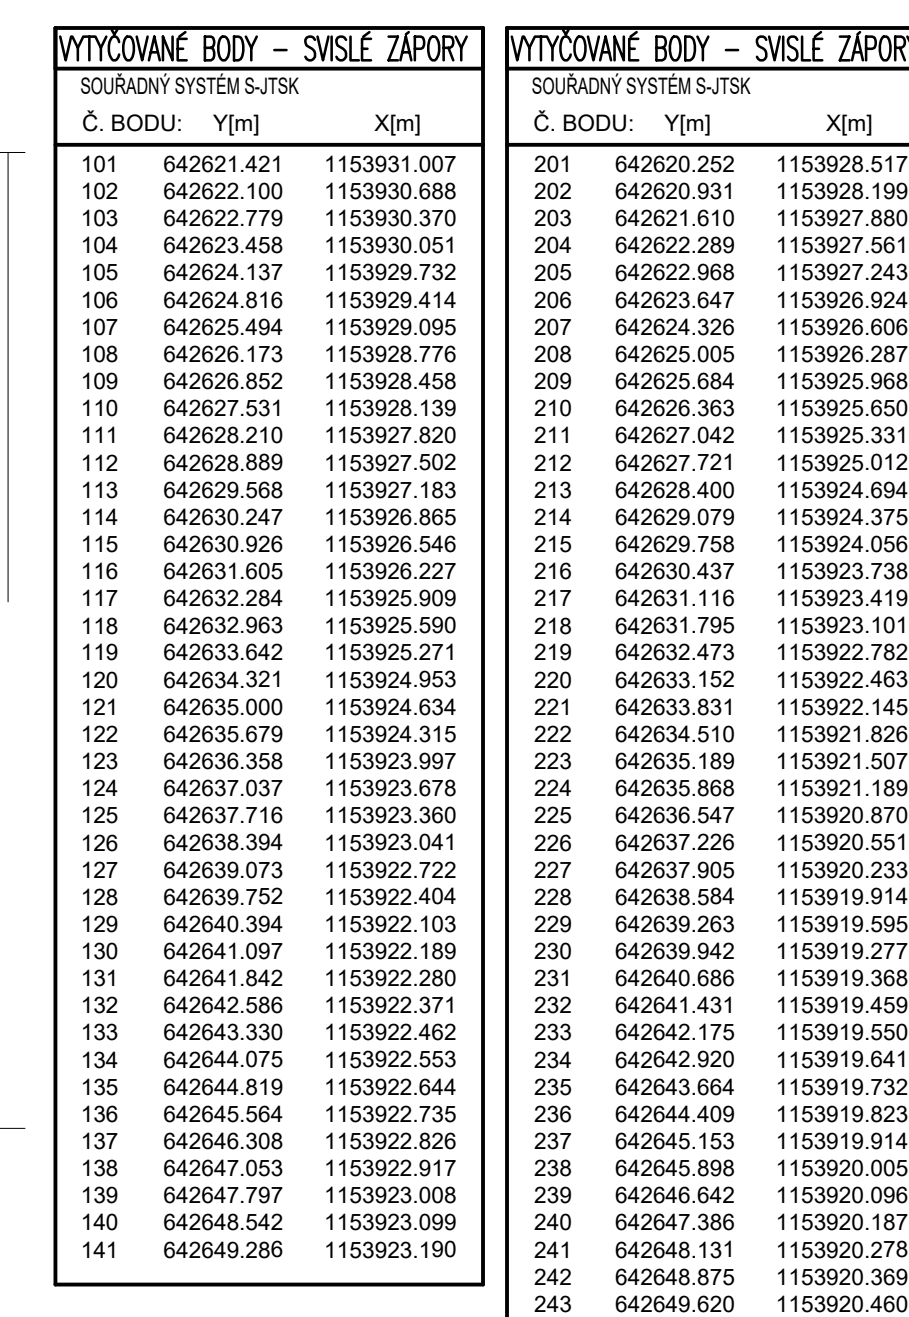 VYTYČOVANÉ BODY – SVISLÉ ZÁPORY
SOUŘADNÝ SYSTÉM S-JTSK
Č. BODU: Y[m] X[m]
101 642621.421 1153931.007
102 642622.100 1153930.688
103 642622.779 1153930.370
104 642623.458 1153930.051
105 642624.137 1153929.732
106 642624.816 1153929.414
107 642625.494 1153929.095
108 642626.173 1153928.776
109 642626.852 1153928.458
110 642627.531 1153928.139
111 642628.210 1153927.820
112 642628.889 1153927.502
113 642629.568 1153927.183
114 642630.247 1153926.865
115 642630.926 1153926.546
116 642631.605 1153926.227
117 642632.284 1153925.909
118 642632.963 1153925.590
119 642633.642 1153925.271
120 642634.321 1153924.953
121 642635.000 1153924.634
122 642635.679 1153924.315
123 642636.358 1153923.997
124 642637.037 1153923.678
125 642637.716 1153923.360
126 642638.394 1153923.041
127 642639.073 1153922.722
128 642639.752 1153922.404
129 642640.394 1153922.103
130 642641.097 1153922.189
131 642641.842 1153922.280
132 642642.586 1153922.371
133 642643.330 1153922.462
134 642644.075 1153922.553
135 642644.819 1153922.644
136 642645.564 1153922.735
137 642646.308 1153922.826
138 642647.053 1153922.917
139 642647.797 1153923.008
140 642648.542 1153923.099
141 642649.286 1153923.190
VYTYČOVANÉ BODY – SVISLÉ ZÁPORY
SOUŘADNÝ SYSTÉM S-JTSK
Č. BODU: Y[m] X[m]
201 642620.252 1153928.517
202 642620.931 1153928.199
203 642621.610 1153927.880
204 642622.289 1153927.561
205 642622.968 1153927.243
206 642623.647 1153926.924
207 642624.326 1153926.606
208 642625.005 1153926.287
209 642625.684 1153925.968
210 642626.363 1153925.650
211 642627.042 1153925.331
212 642627.721 1153925.012
213 642628.400 1153924.694
214 642629.079 1153924.375
215 642629.758 1153924.056
216 642630.437 1153923.738
217 642631.116 1153923.419
218 642631.795 1153923.101
219 642632.473 1153922.782
220 642633.152 1153922.463
221 642633.831 1153922.145
222 642634.510 1153921.826
223 642635.189 1153921.507
224 642635.868 1153921.189
225 642636.547 1153920.870
226 642637.226 1153920.551
227 642637.905 1153920.233
228 642638.584 1153919.914
229 642639.263 1153919.595
230 642639.942 1153919.277
231 642640.686 1153919.368
232 642641.431 1153919.459
233 642642.175 1153919.550
234 642642.920 1153919.641
235 642643.664 1153919.732
236 642644.409 1153919.823
237 642645.153 1153919.914
238 642645.898 1153920.005
239 642646.642 1153920.096
240 642647.386 1153920.187
241 642648.131 1153920.278
242 642648.875 1153920.369
243 642649.620 1153920.460